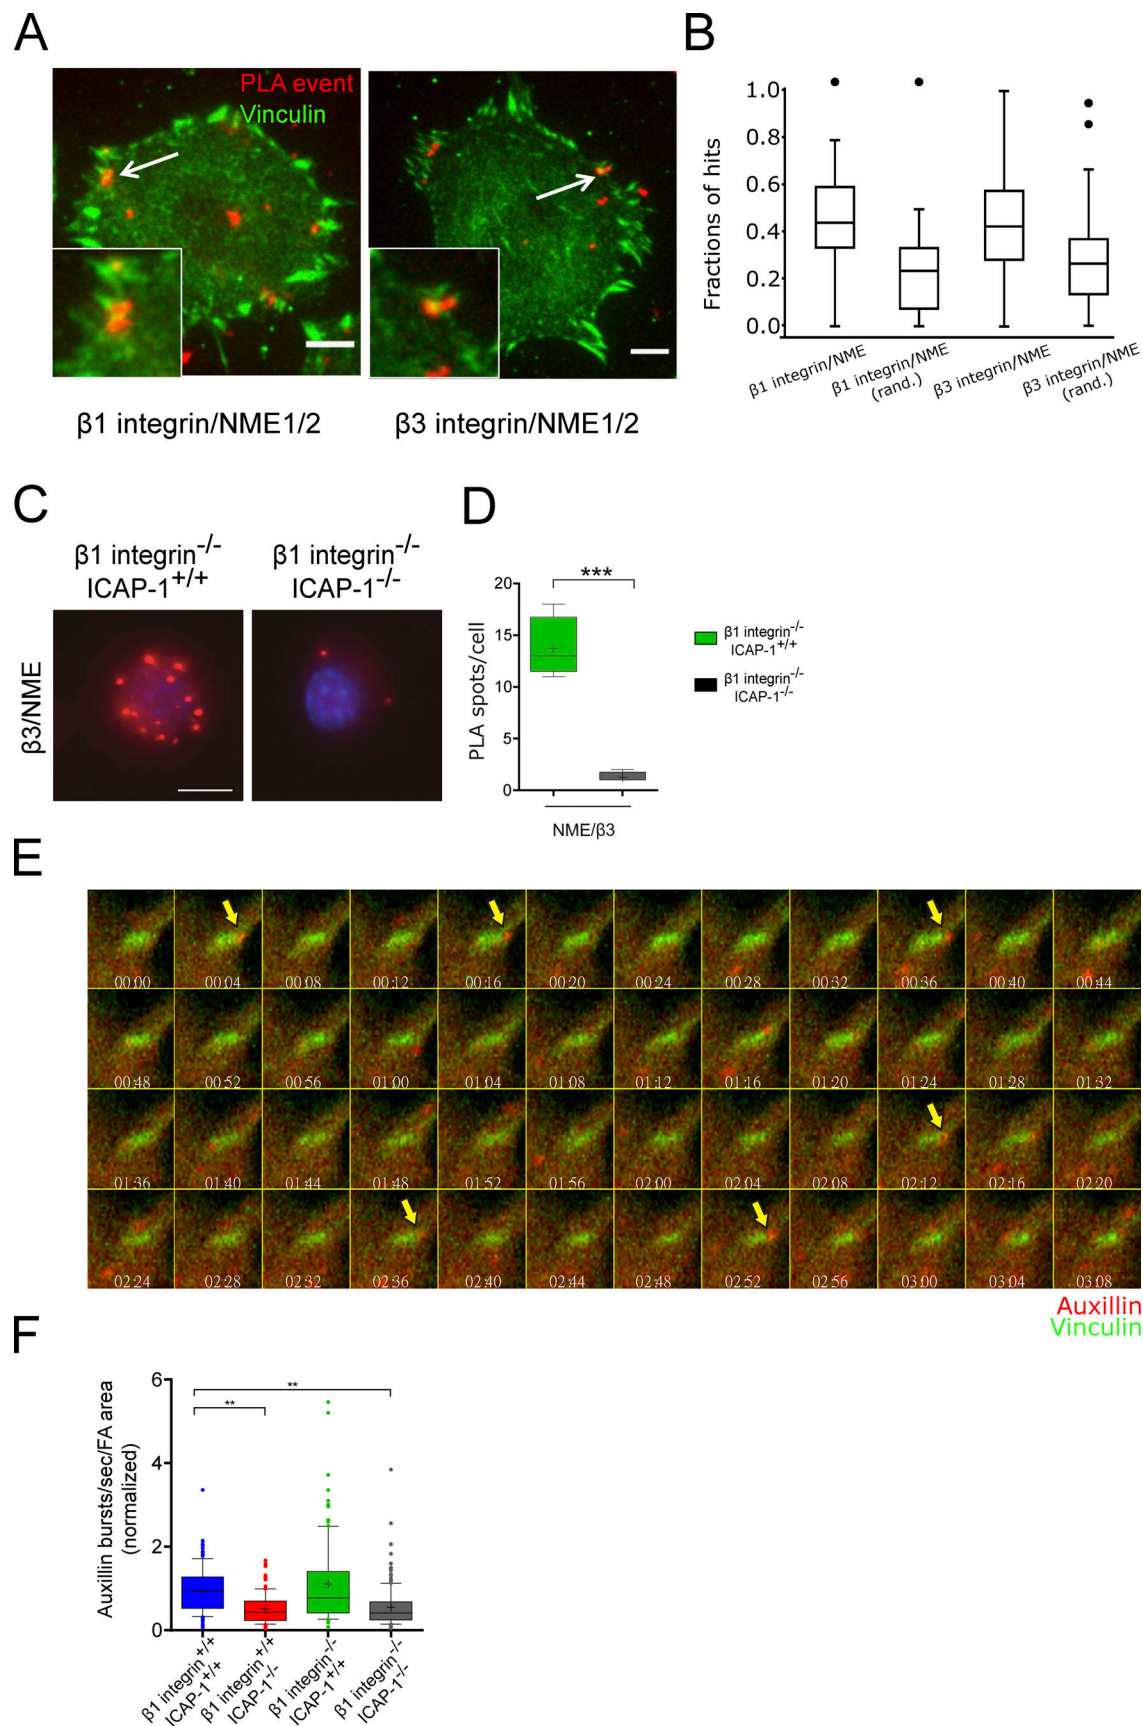 A
PLA event
Vinculin
β1 integrin/NME1/2
β3 integrin/NME1/2
B
Fractions of hits
1.0
0.8
0.6
0.4
0.2
0.0
β1 integrin/NME
β1 integrin/NME
(rand.)
β3 integrin/NME
β3 integrin/NME
(rand.)
C
β1 integrin-/-
ICAP-1+/+
β1 integrin-/-
ICAP-1-/-
β3/NME
D
PLA spots/cell
20
15
10
5
0
***
NME/β3
β1 integrin-/-
ICAP-1+/+
β1 integrin-/-
ICAP-1-/-
E
00:00 00:04 00:08 00:12 00:16 00:20 00:24 00:28 00:32 00:36 00:40 00:44
00:48 00:52 00:56 01:00 01:04 01:08 01:12 01:16 01:20 01:24 01:28 01:32
01:36 01:40 01:44 01:48 01:52 01:56 02:00 02:04 02:08 02:12 02:16 02:20
02:24 02:28 02:32 02:36 02:40 02:44 02:48 02:52 02:56 03:00 03:04 03:08
Auxillin
Vinculin
F
Auxillin bursts/sec/FA area
(normalized)
6
4
2
0
**
**
β1 integrin+/+
ICAP-1+/+
β1 integrin+/+
ICAP-1-/-
β1 integrin-/-
ICAP-1+/+
β1 integrin-/-
ICAP-1-/-